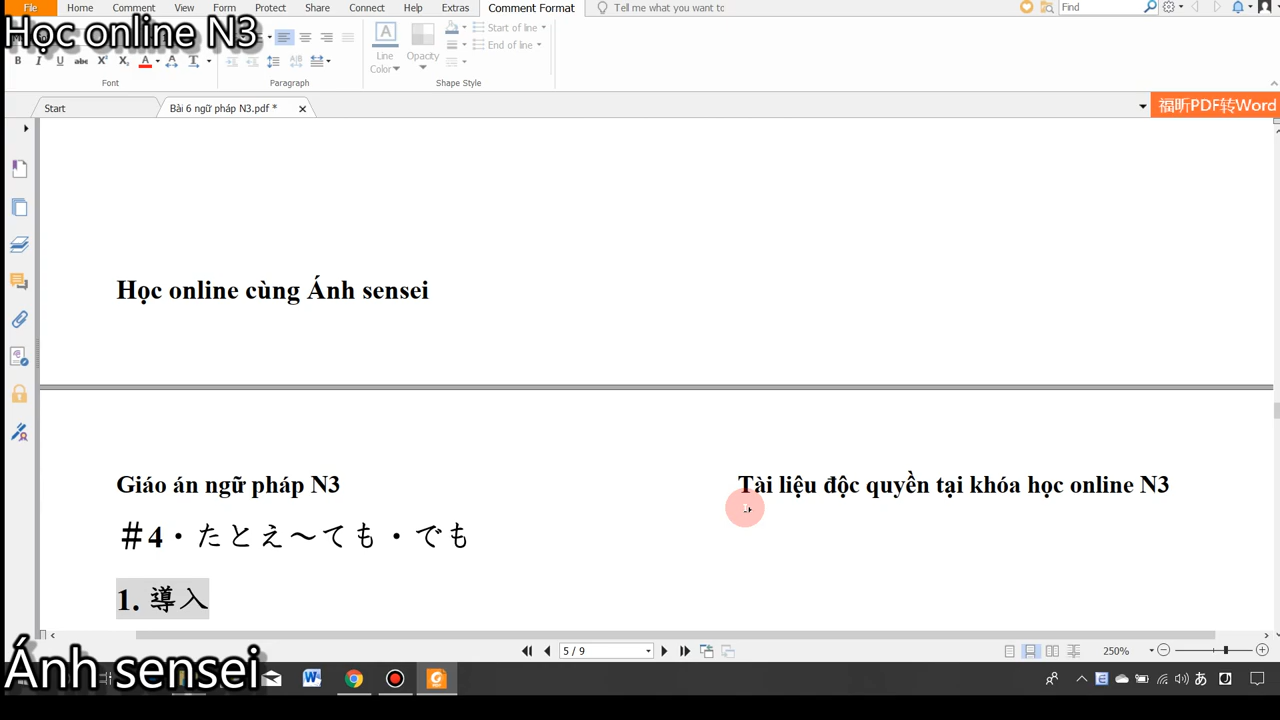 File Home Comment View Form Protect Share Connect Help Extras Comment Format Tell me what you want to Find
Học online N3
Start of line
End of line
Line Color
Opacity
Font
Paragraph
Shape Style
Start
Bài 6 ngữ pháp N3.pdf *
福昕PDF转Word
Học online cùng Ánh sensei
Giáo án ngữ pháp N3
Tài liệu độc quyền tại khóa học online N3
#4・たとえ～ても・でも
1. 導入
5 / 9
250%
Ánh sensei
あ